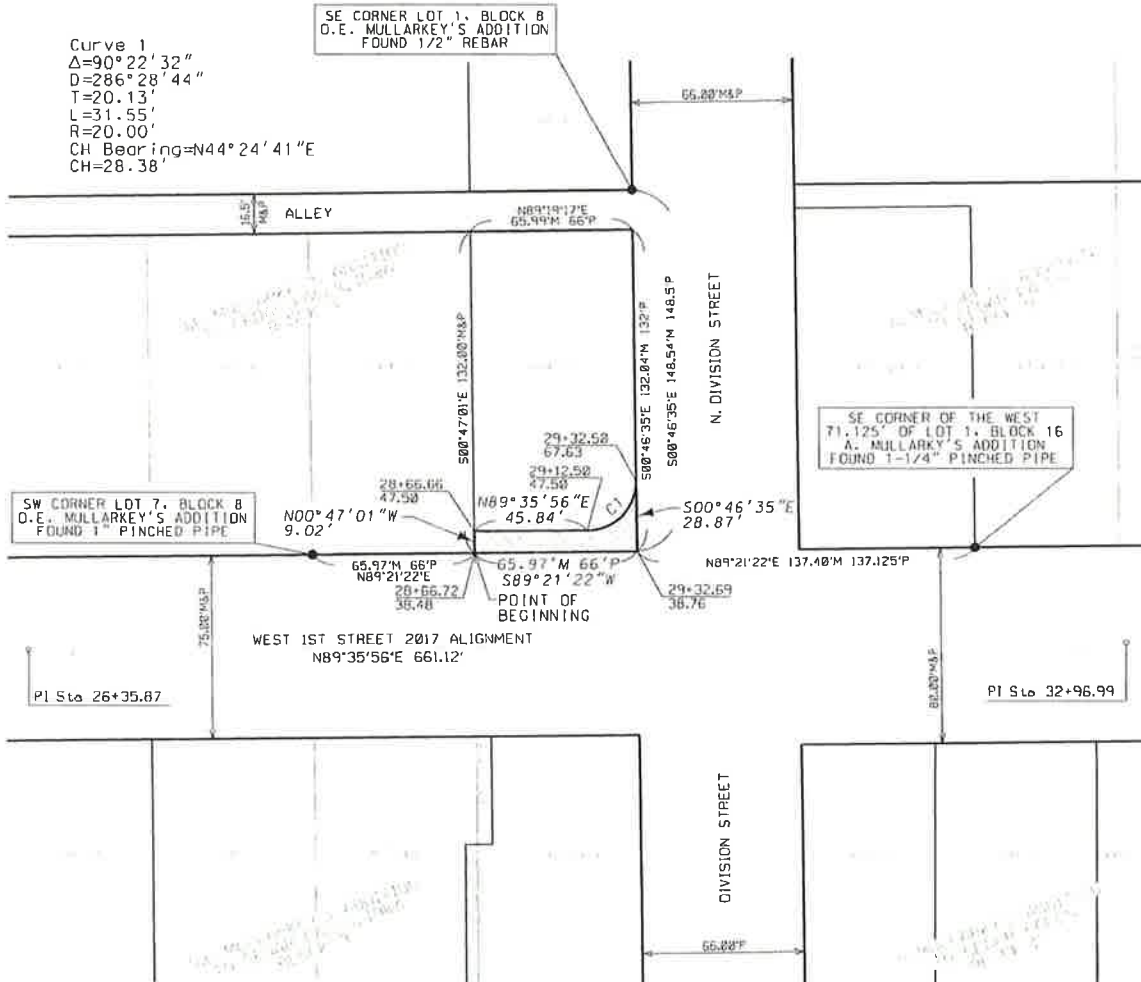 SE CORNER LOT 1, BLOCK 8
O.E. MULLARKEY'S ADDITION
FOUND 1/2" REBAR
Curve 1
Δ=90°22'32"
D=286°28'44"
T=20.13'
L=31.55'
R=20.00'
CH Bearing=N44°24'41"E
CH=28.38'
66.00'M&P
16.5'
M&P
ALLEY
N89°19'17"E
65.99'M 66'P
S00°47'01"E 132.00'M&P
S00°46'35"E 132.04'M 132'P
S00°46'35"E 148.54'M 148.5'P
N. DIVISION STREET
SE CORNER OF THE WEST
71.125' OF LOT 1, BLOCK 16
A. MULLARKY'S ADDITION
FOUND 1-1/4" PINCHED PIPE
29+32.50
67.63
29+12.50
47.50
28+66.66
47.50
N89°35'56"E
45.84'
C1
S00°46'35"E
28.87'
SW CORNER LOT 7, BLOCK 8
O.E. MULLARKEY'S ADDITION
FOUND 1" PINCHED PIPE
N00°47'01"W
9.02'
65.97'M 66'P
N89°21'22"E
65.97'M 66'P
S89°21'22"W
N89°21'22"E 137.40'M 137.125'P
28+66.72
38.48
POINT OF
BEGINNING
29+32.69
38.76
75.00'M&P
WEST 1ST STREET 2017 ALIGNMENT
N89°35'56"E 661.12'
80.00'M&P
PI Sta 26+35.87
PI Sta 32+96.99
DIVISION STREET
66.00'P